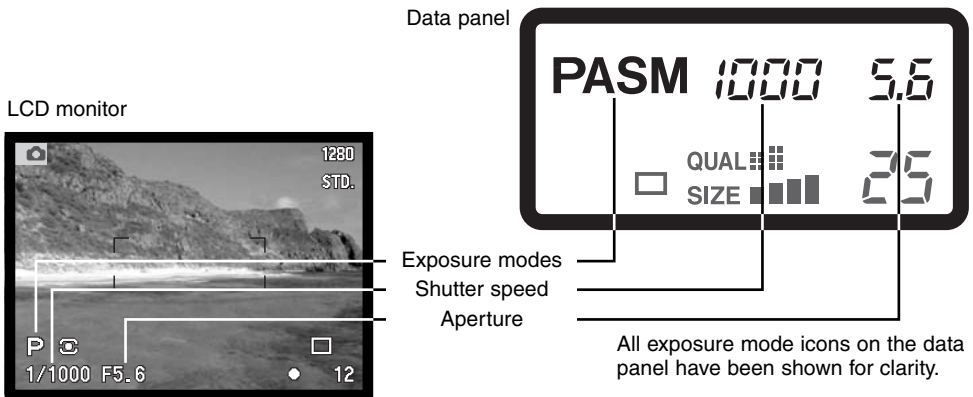 Data panel
PASM 1000 5.6
QUAL
SIZE
25
LCD monitor
1280
STD.
P
1/1000 F5.6
12
Exposure modes
Shutter speed
Aperture
All exposure mode icons on the data
panel have been shown for clarity.